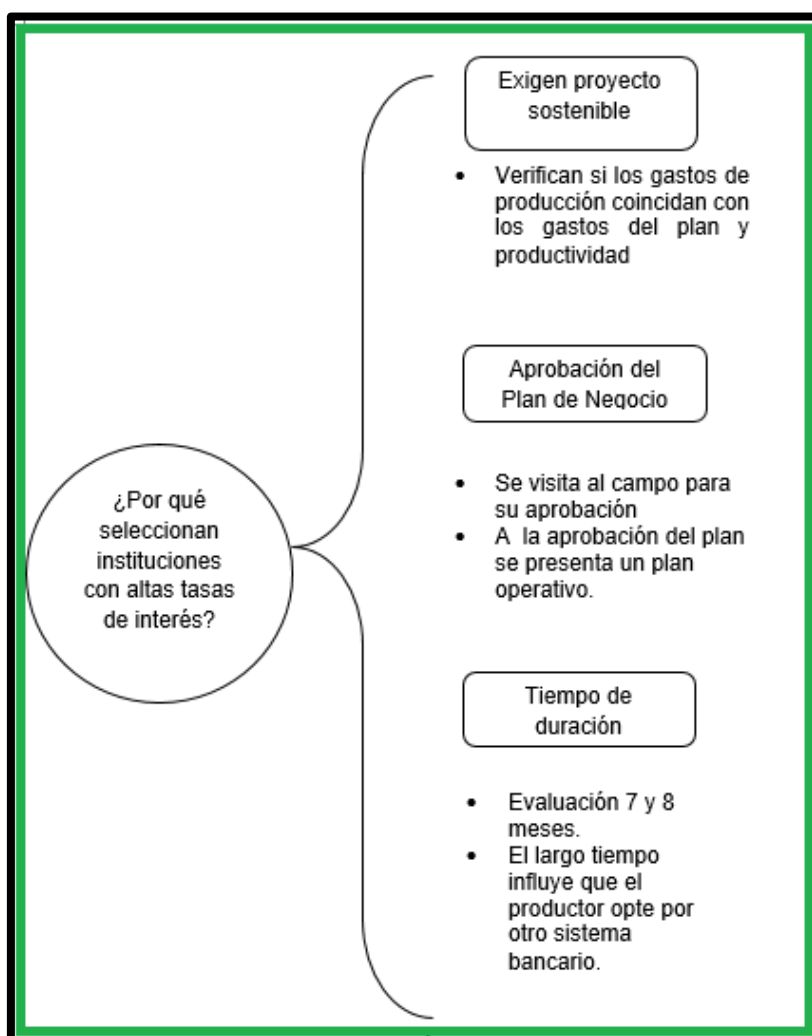 ¿Por qué
seleccionan
instituciones
con altas tasas
de interés?
Exigen proyecto
sostenible
• Verifican si los gastos de
producción coincidan con
los gastos del plan y
productividad
Aprobación del
Plan de Negocio
• Se visita al campo para
su aprobación
• A la aprobación del plan
se presenta un plan
operativo.
Tiempo de
duración
• Evaluación 7 y 8
meses.
• El largo tiempo
influye que el
productor opte por
otro sistema
bancario.